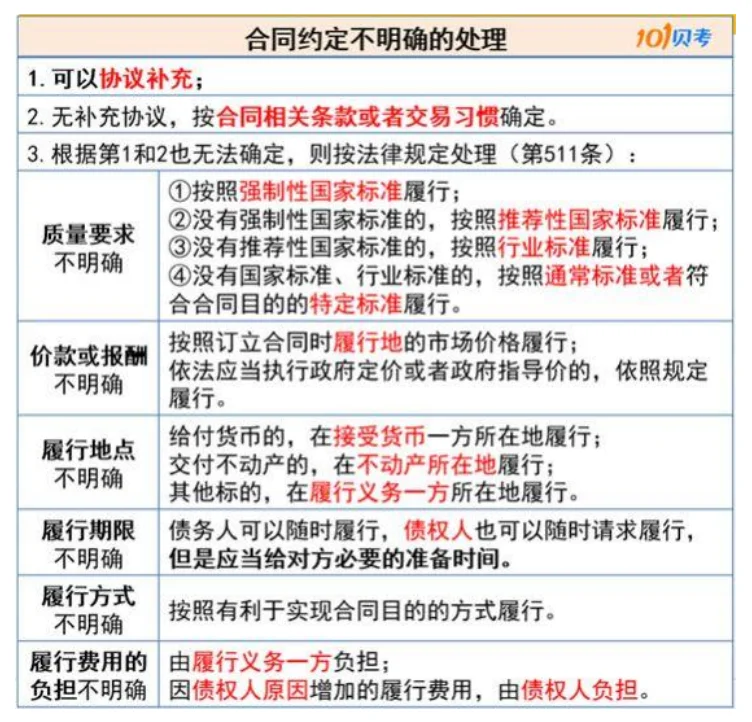 合同约定不明确的处理
101贝考
1.可以协议补充；
2.无补充协议，按合同相关条款或者交易习惯确定。
3.根据第1和2也无法确定，则按法律规定处理（第511条）：
质量要求
不明确
①按照强制性国家标准履行；
②没有强制性国家标准的，按照推荐性国家标准履行；
③没有推荐性国家标准的，按照行业标准履行；
④没有国家标准、行业标准的，按照通常标准或者符
合合同目的的特定标准履行。
价款或报酬
不明确
按照订立合同时履行地的市场价格履行；
依法应当执行政府定价或者政府指导价的，依照规定
履行。
履行地点
不明确
给付货币的，在接受货币一方所在地履行；
交付不动产的，在不动产所在地履行；
其他标的，在履行义务一方所在地履行。
履行期限
不明确
债务人可以随时履行，债权人也可以随时请求履行，
但是应当给对方必要的准备时间。
履行方式
不明确
按照有利于实现合同目的的方式履行。
履行费用的
负担不明确
由履行义务一方负担；
因债权人原因增加的履行费用，由债权人负担。